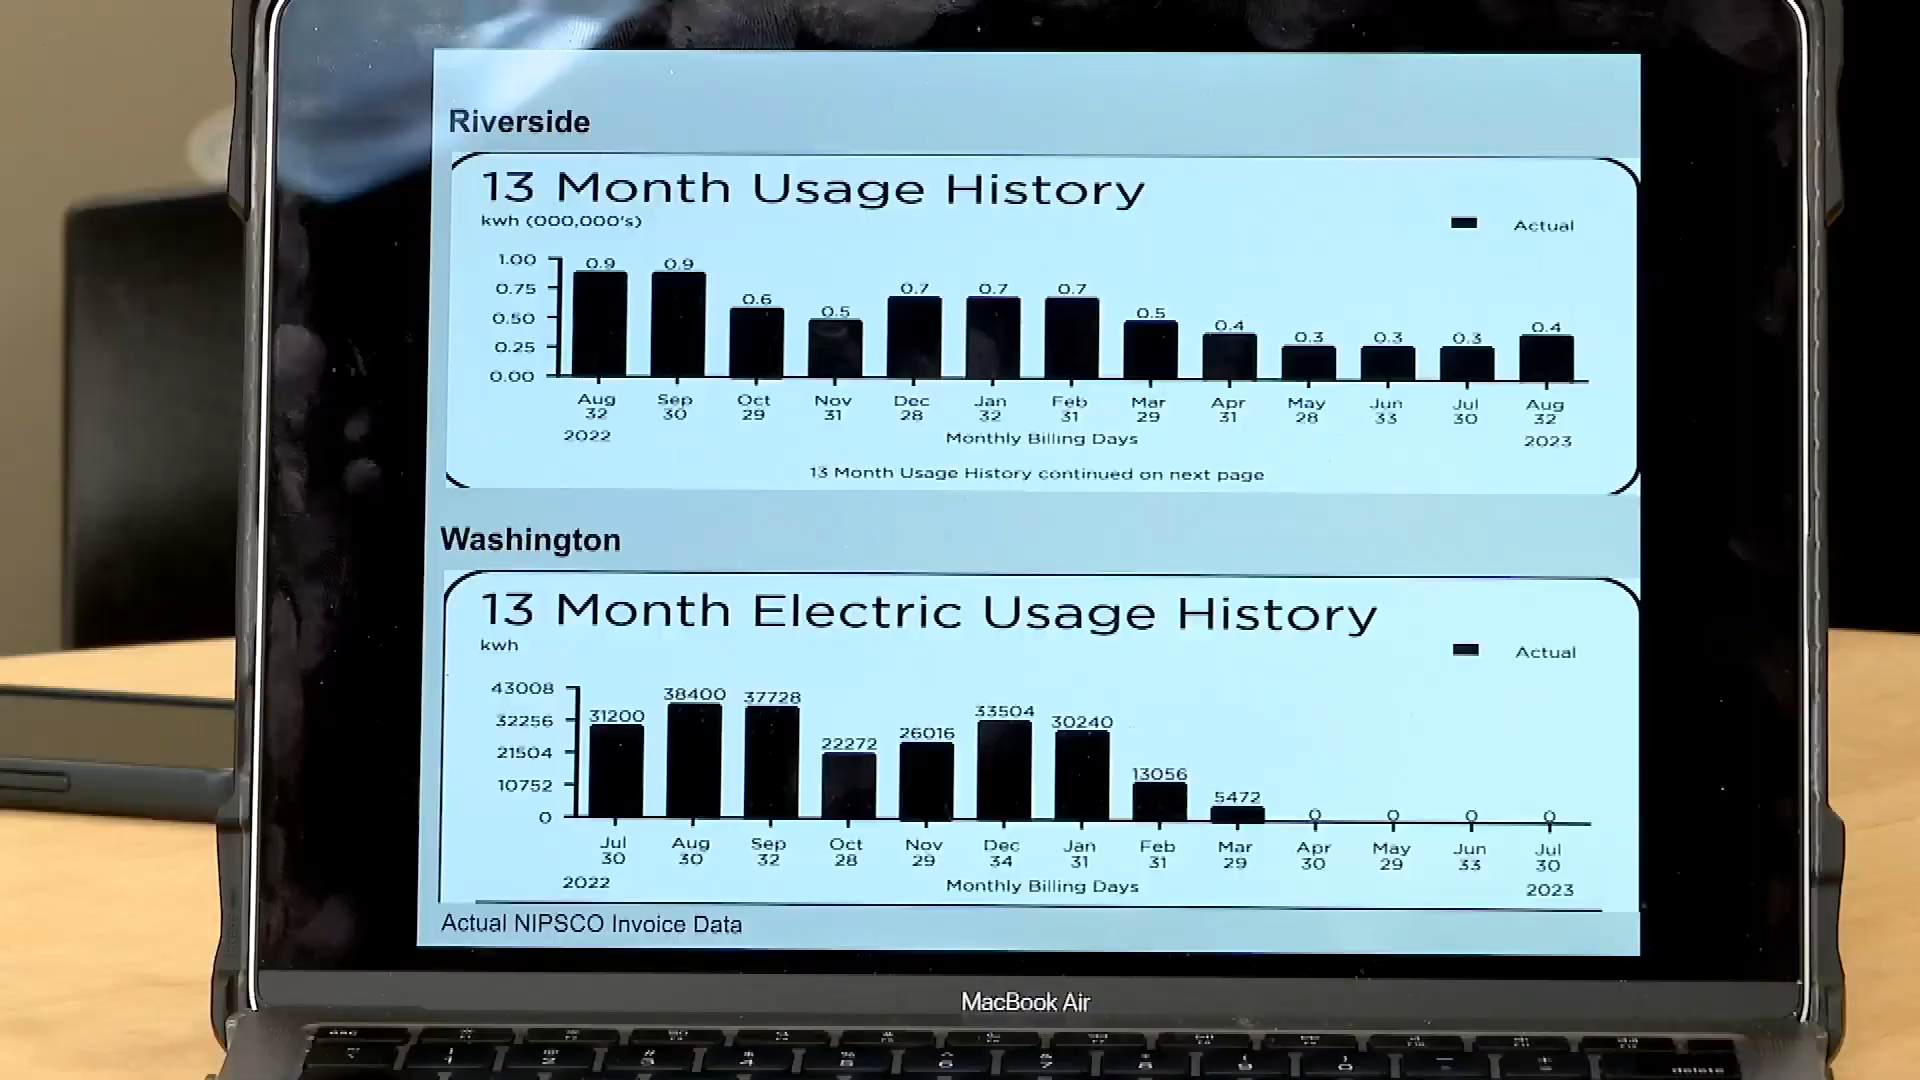 Riverside
13 Month Usage History
kwh (000,000's)
Actual
1.00
0.75
0.50
0.25
0.00
0.9 0.9 0.6 0.5 0.7 0.7 0.7 0.5 0.4 0.3 0.3 0.3 0.4
Aug Sep Oct Nov Dec Jan Feb Mar Apr May Jun Jul Aug
32 30 29 31 28 32 31 29 31 28 33 30 32
2022 Monthly Billing Days 2023
13 Month Usage History continued on next page
Washington
13 Month Electric Usage History
kwh
Actual
43008
32256
21504
10752
0
31200 38400 37728 22272 26016 33504 30240 13056 5472 0 0 0 0
Jul Aug Sep Oct Nov Dec Jan Feb Mar Apr May Jun Jul
30 30 32 28 29 34 31 31 29 30 29 33 30
2022 Monthly Billing Days 2023
Actual NIPSCO Invoice Data
MacBook Air
delete